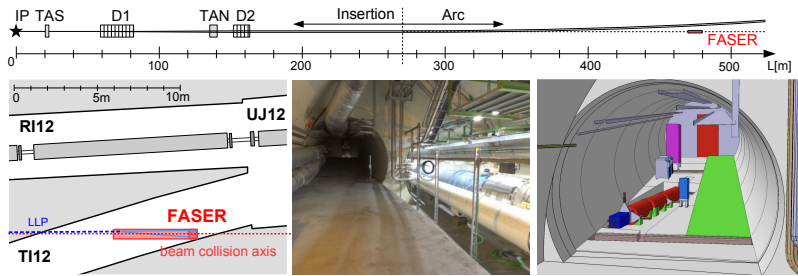 IP TAS D1 TAN D2 Insertion Arc
FASER
0 100 200 300 400 500 L[m]
0 5m 10m
RI12 UJ12
FASER
LLP
TI12 beam collision axis